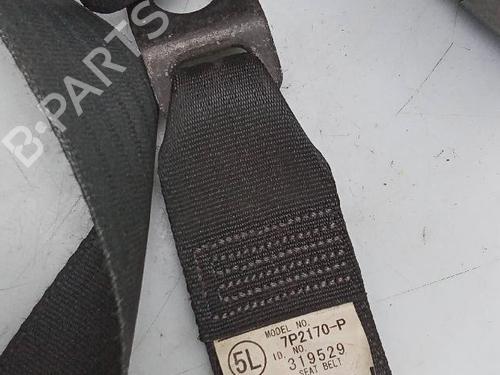 B-PARTS
MODEL NO.
7P2170-P
5L
ID. NO.
319529
SEAT BELT